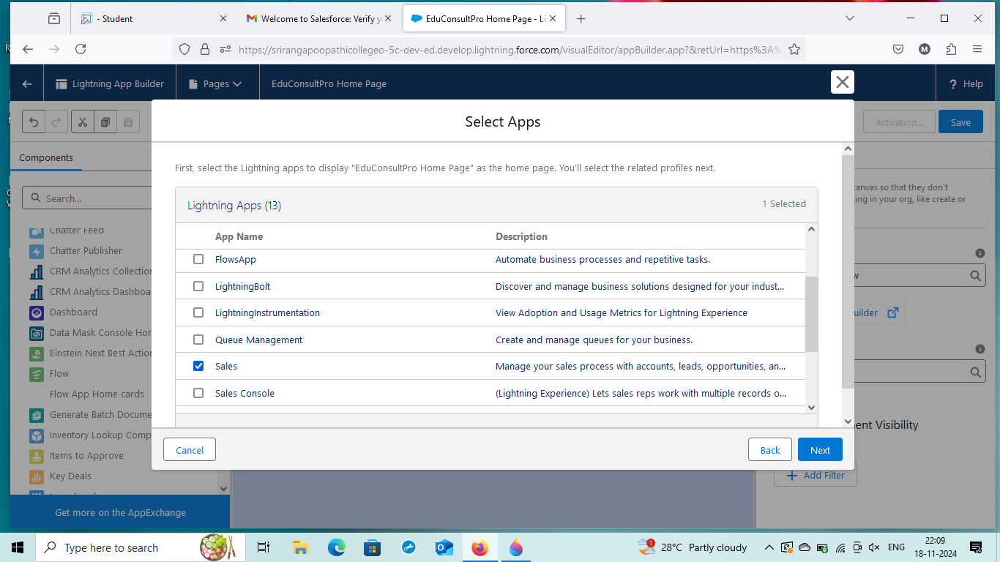 - Student
Welcome to Salesforce: Verify y
EduConsultPro Home Page - Li
https://srirangapoopathicollegeo-5c-dev-ed.develop.lightning.force.com/visualEditor/appBuilder.app?&retUrl=https%3A%
M
Lightning App Builder
Pages
EduConsultPro Home Page
? Help
Select Apps
Activation...
Save
Components
First, select the Lightning apps to display "EduConsultPro Home Page" as the home page. You'll select the related profiles next.
canvas so that they don't
ing in your org, like create or
Search...
Lightning Apps (13)
1 Selected
App Name
Description
FlowsApp
Automate business processes and repetitive tasks.
LightningBolt
Discover and manage business solutions designed for your indust...
LightningInstrumentation
View Adoption and Usage Metrics for Lightning Experience
Queue Management
Create and manage queues for your business.
Sales
Manage your sales process with accounts, leads, opportunities, an...
Sales Console
(Lightning Experience) Lets sales reps work with multiple records o...
Chatter Feed
Chatter Publisher
CRM Analytics Collection
CRM Analytics Dashboa
Dashboard
Data Mask Console Hor
Einstein Next Best Action
Flow
Flow App Home cards
Generate Batch Docume
Inventory Lookup Comp
Items to Approve
Key Deals
w
uilder
ent Visibility
Add Filter
Cancel
Back
Next
Get more on the AppExchange
Type here to search
1
28°C Partly cloudy
ENG
22:09
18-11-2024